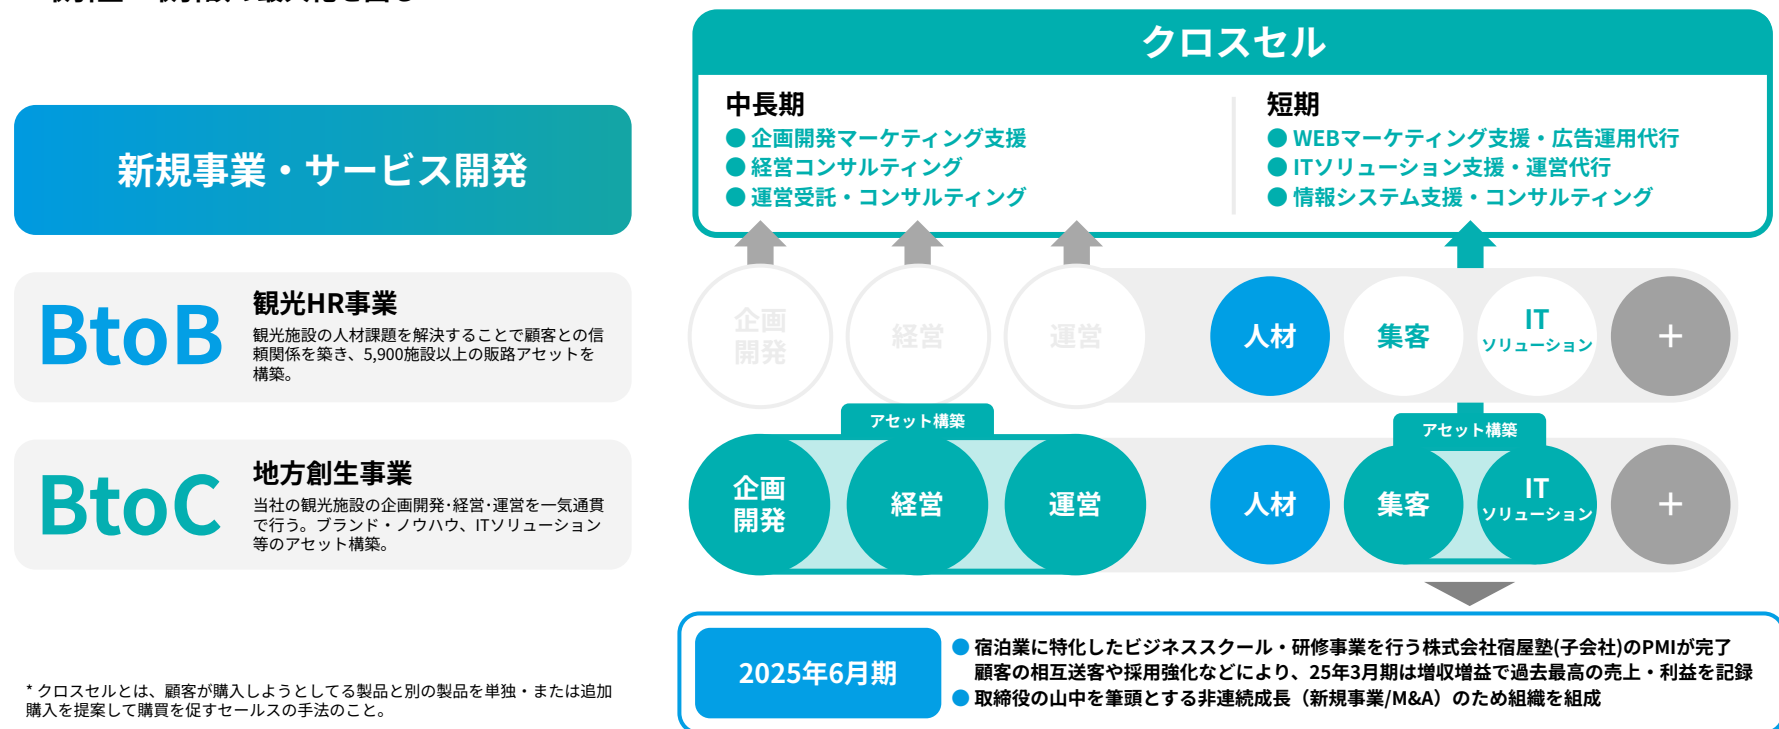 クロスセル
中長期
● 企画開発マーケティング支援
● 経営コンサルティング
● 運営受託・コンサルティング
短期
● WEBマーケティング支援・広告運用代行
● ITソリューション支援・運営代行
● 情報システム支援・コンサルティング
新規事業・サービス開発
BtoB
観光HR事業
観光施設の人材課題を解決することで顧客との信
頼関係を築き、5,900施設以上の販路アセットを
構築。
企画
開発
経営
運営
人材
集客
IT
ソリューション
＋
BtoC
地方創生事業
当社の観光施設の企画開発･経営･運営を一気通貫
で行う。ブランド・ノウハウ、ITソリューション
等のアセット構築。
アセット構築
企画
開発
経営
運営
人材
アセット構築
集客
IT
ソリューション
＋
2025年6月期
● 宿泊業に特化したビジネススクール・研修事業を行う株式会社宿屋塾(子会社)のPMIが完了
顧客の相互送客や採用強化などにより、25年3月期は増収増益で過去最高の売上・利益を記録
● 取締役の山中を筆頭とする非連続成長（新規事業/M&A）のため組織を組成
* クロスセルとは、顧客が購入しようとしてる製品と別の製品を単独・または追加
購入を提案して購買を促すセールスの手法のこと。